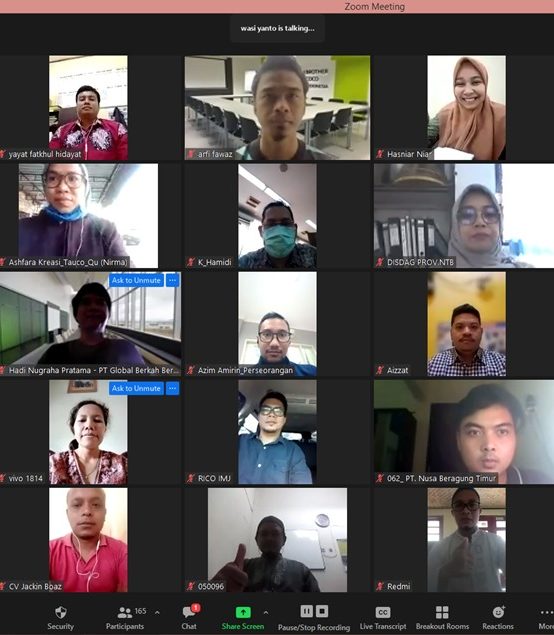 Zoom Meeting
wasi yanto is talking...
yayat fatkhul hidayat
BROTHER
COCO
DONESIA
arfi fawaz
Hasniar Niar
Ashfara Kreasi_Tauco_Qu (Nirma)
K_Hamidi
DISDAG PROV.NTB
Ask to Unmute ...
Hadi Nugraha Pratama - PT Global Berkah Ber...
Azim Amirin_Perseorangan
Aizzat
Ask to Unmute ...
vivo 1814
RICO IMJ
062_ PT. Nusa Beragung Timur
CV Jackin Boaz
050096
Redmi
165
1
CC
Security
Participants
Chat
Share Screen
Pause/Stop Recording
Live Transcript
Breakout Rooms
Reactions
More